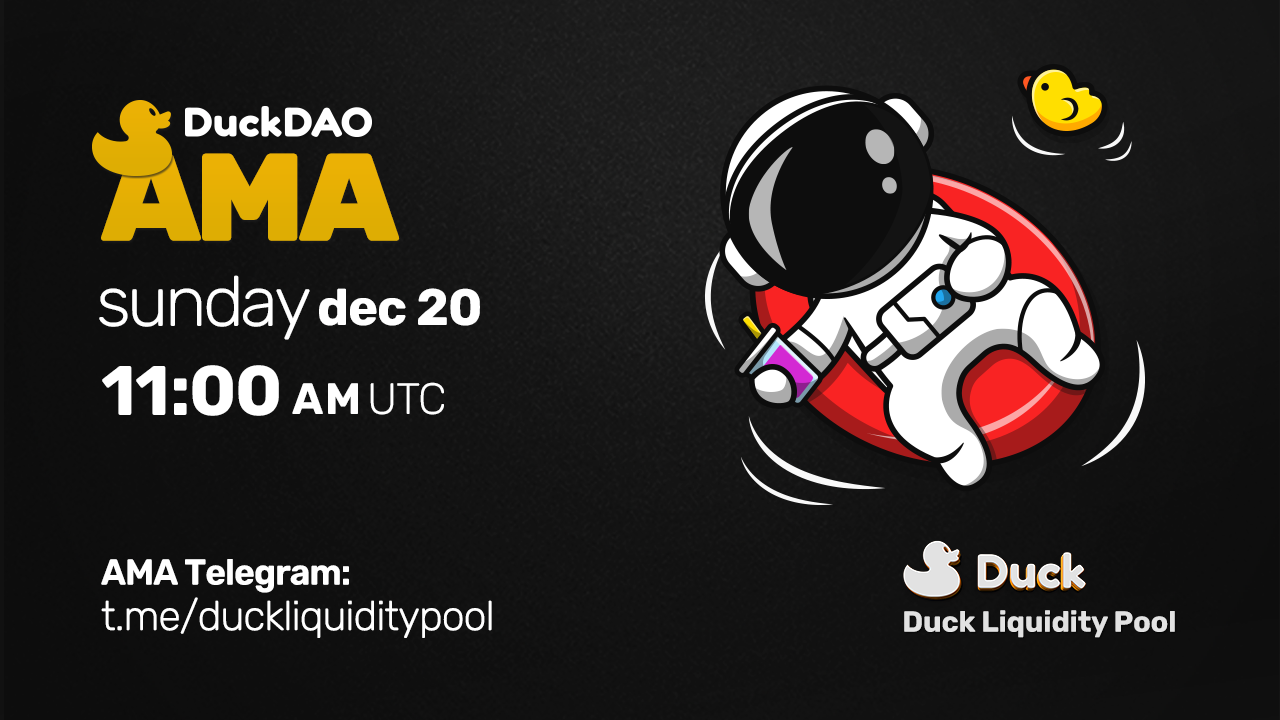 DuckDAO
AMA
sunday dec 20
11:00 AM UTC
AMA Telegram:
t.me/duckliquiditypool
Duck
Duck Liquidity Pool